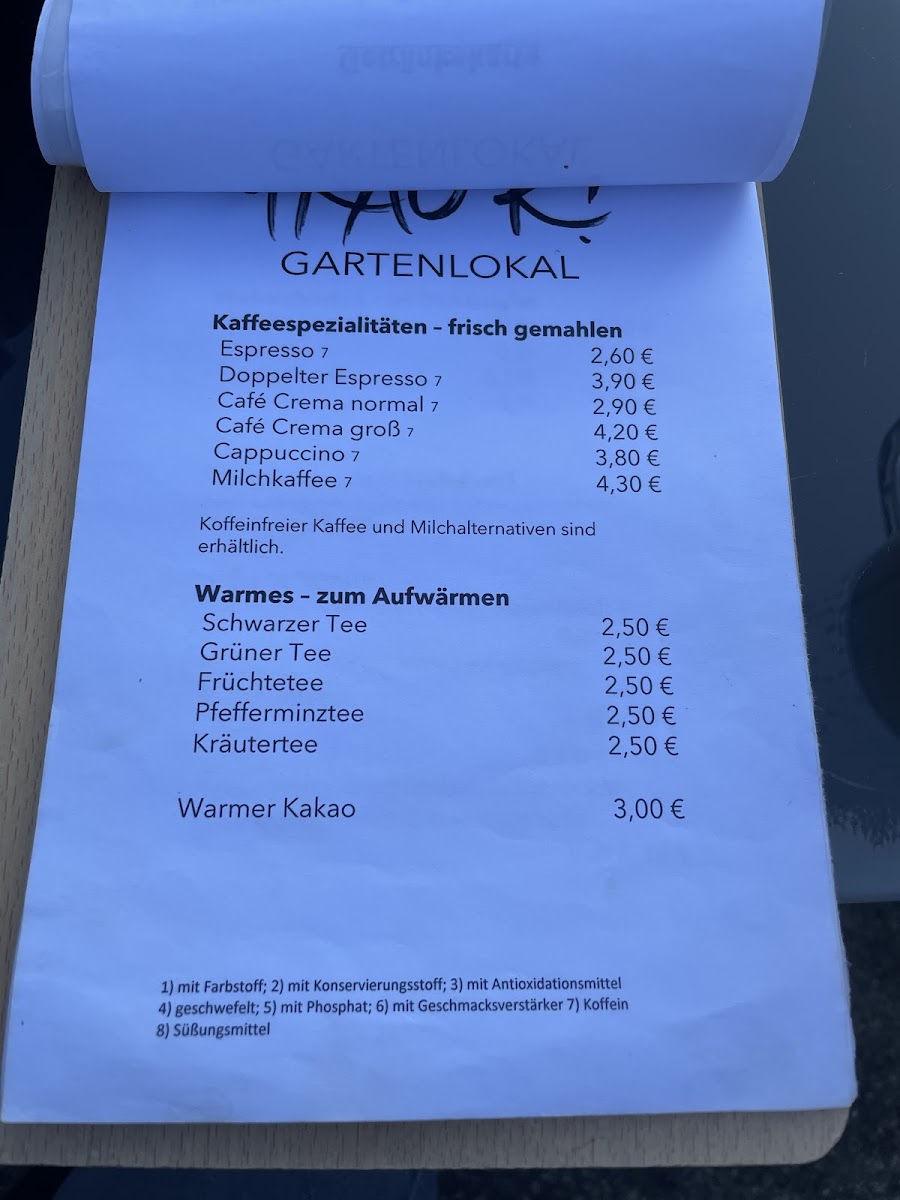 GARTENLOKAL
Kaffeespezialitäten – frisch gemahlen
Espresso 7 2,60 €
Doppelter Espresso 7 3,90 €
Café Crema normal 7 2,90 €
Café Crema groß 7 4,20 €
Cappuccino 7 3,80 €
Milchkaffee 7 4,30 €
Koffeinfreier Kaffee und Milchalternativen sind
erhältlich.
Warmes – zum Aufwärmen
Schwarzer Tee 2,50 €
Grüner Tee 2,50 €
Früchtetee 2,50 €
Pfefferminztee 2,50 €
Kräutertee 2,50 €
Warmer Kakao 3,00 €
1) mit Farbstoff; 2) mit Konservierungsstoff; 3) mit Antioxidationsmittel
4) geschwefelt; 5) mit Phosphat; 6) mit Geschmacksverstärker 7) Koffein
8) Süßungsmittel